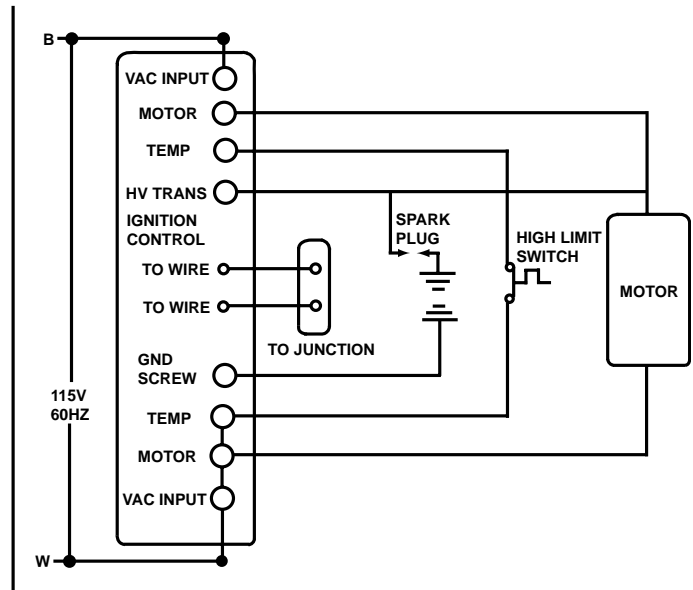 B
VAC INPUT
MOTOR
TEMP
HV TRANS
IGNITION
CONTROL
SPARK
PLUG
HIGH LIMIT
SWITCH
TO WIRE
MOTOR
TO WIRE
TO JUNCTION
GND
SCREW
115V
60HZ
TEMP
MOTOR
VAC INPUT
W